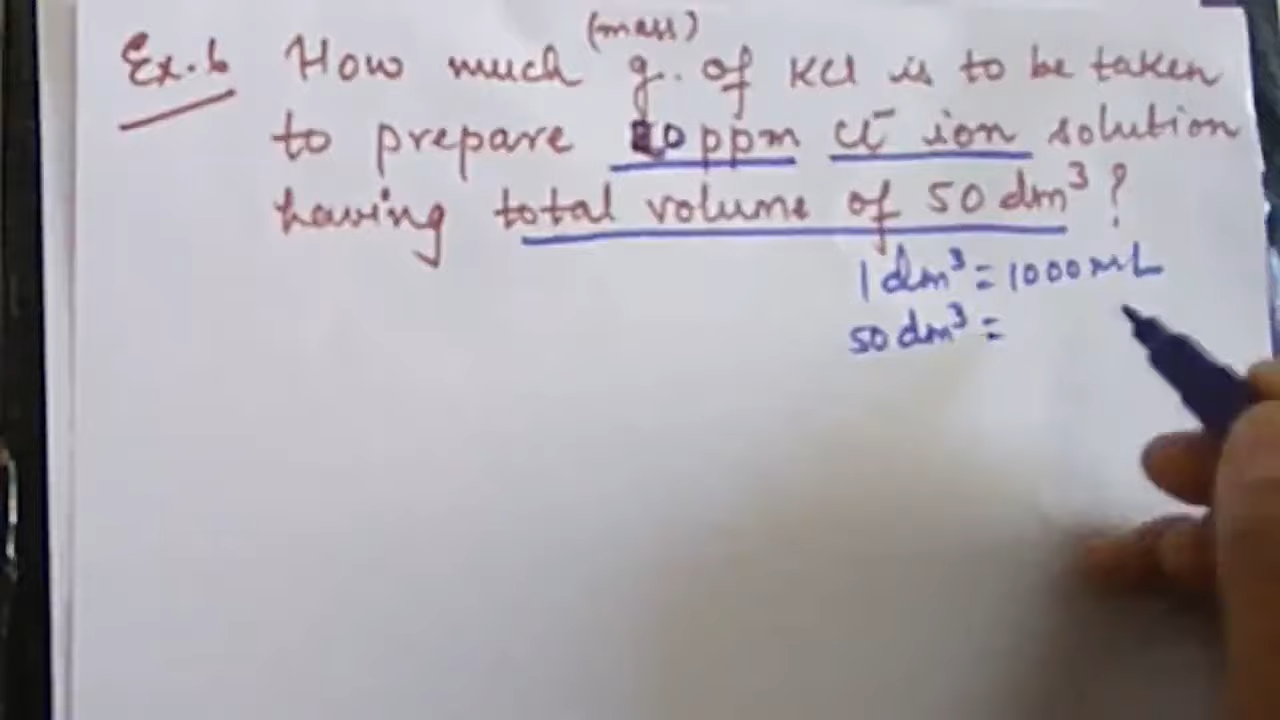 (mass)
Ex.6 How much g. of KCl is to be taken
to prepare ppm Cl⁻ ion solution
having total volume of 50 dm³ ?
1 dm³ = 1000 mL
50 dm³ =